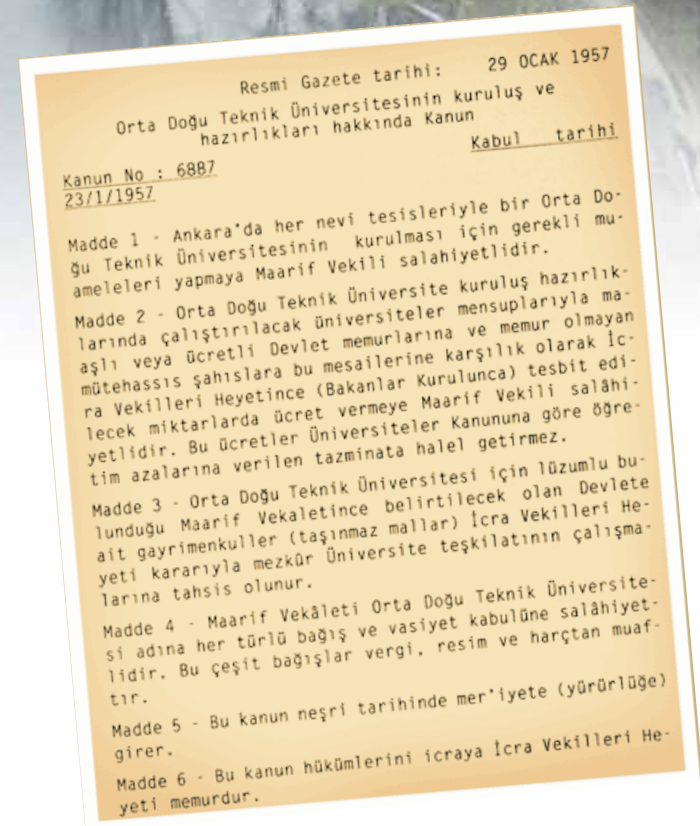 Resmi Gazete tarihi: 29 OCAK 1957
Orta Doğu Teknik Üniversitesinin kuruluş ve
hazırlıkları hakkında Kanun
Kanun No : 6887 Kabul tarihi
23/1/1957
Madde 1 - Ankara'da her nevi tesisleriyle bir Orta Do-
ğu Teknik Üniversitesinin kurulması için gerekli mu-
ameleleri yapmaya Maarif Vekili salahiyetlidir.
Madde 2 - Orta Doğu Teknik Üniversite kuruluş hazırlık-
larında çalıştırılacak üniversiteler mensuplarıyla ma-
aşlı veya ücretli Devlet memurlarına ve memur olmayan
mütehassıs şahıslara bu mesailerine karşılık olarak İc-
ra Vekilleri Heyetince (Bakanlar Kurulunca) tesbit edi-
lecek miktarlarda ücret vermeye Maarif Vekili salâhi-
yetlidir. Bu ücretler Üniversiteler Kanununa göre öğre-
tim azalarına verilen tazminata halel getirmez.
Madde 3 - Orta Doğu Teknik Üniversitesi için lüzumlu bu-
lunduğu Maarif Vekaletince belirtilecek olan Devlete
ait gayrimenkuller (taşınmaz mallar) İcra Vekilleri He-
yeti kararıyla mezkûr Üniversite teşkilatının çalışma-
larına tahsis olunur.
Madde 4 - Maarif Vekâleti Orta Doğu Teknik Üniversite-
si adına her türlü bağış ve vasiyet kabulüne salâhiyet-
lidir. Bu çeşit bağışlar vergi, resim ve harçtan muaf-
tır.
Madde 5 - Bu kanun neşri tarihinde mer'iyete (yürürlüğe)
girer.
Madde 6 - Bu kanun hükümlerini icraya İcra Vekilleri He-
yeti memurdur.